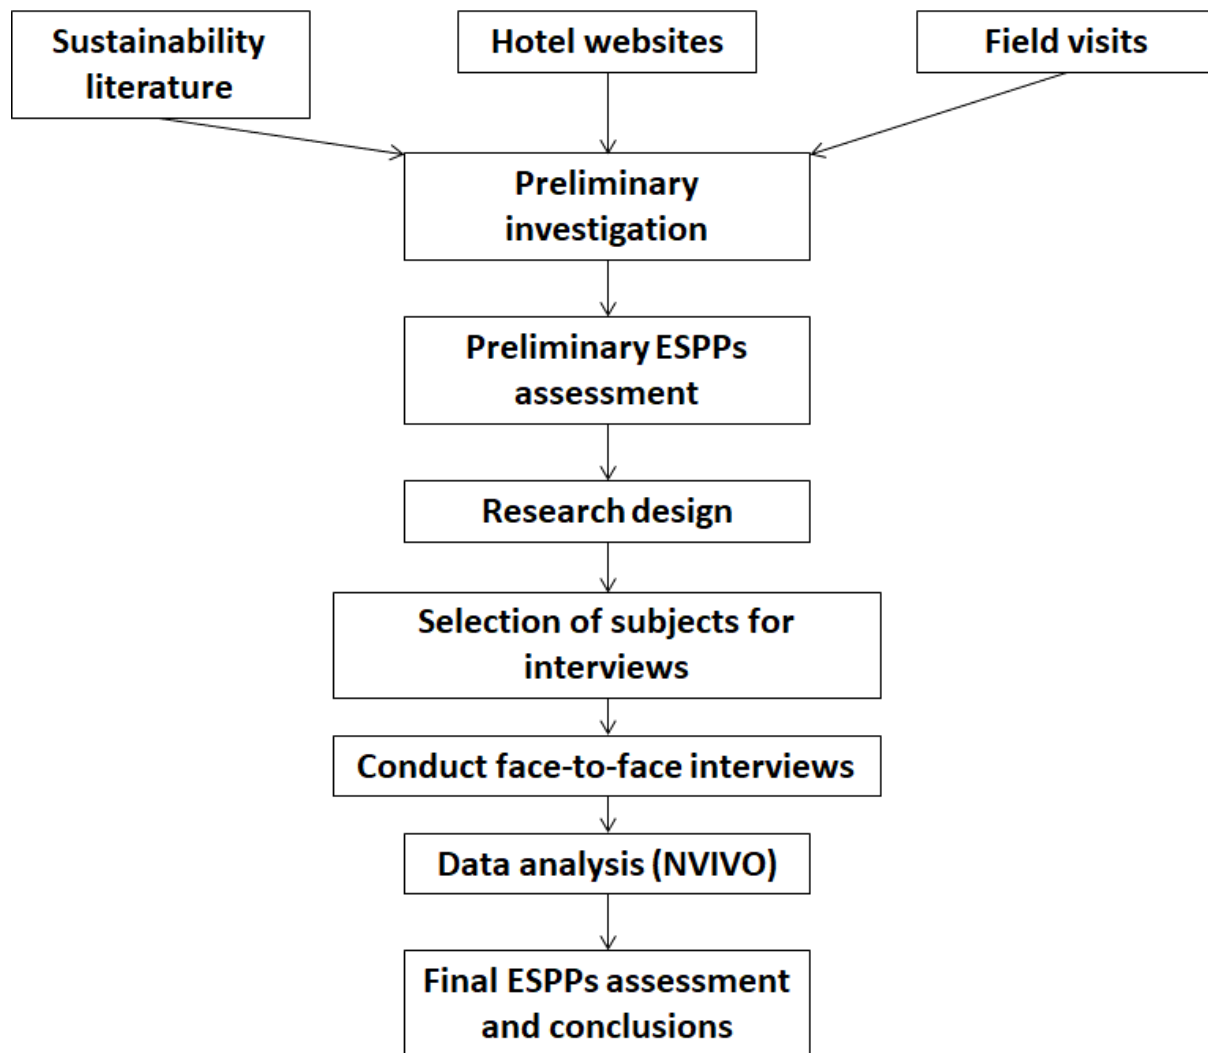 Sustainability
literature
Hotel websites
Field visits
Preliminary
investigation
Preliminary ESPPs
assessment
Research design
Selection of subjects for
interviews
Conduct face-to-face interviews
Data analysis (NVIVO)
Final ESPPs assessment
and conclusions